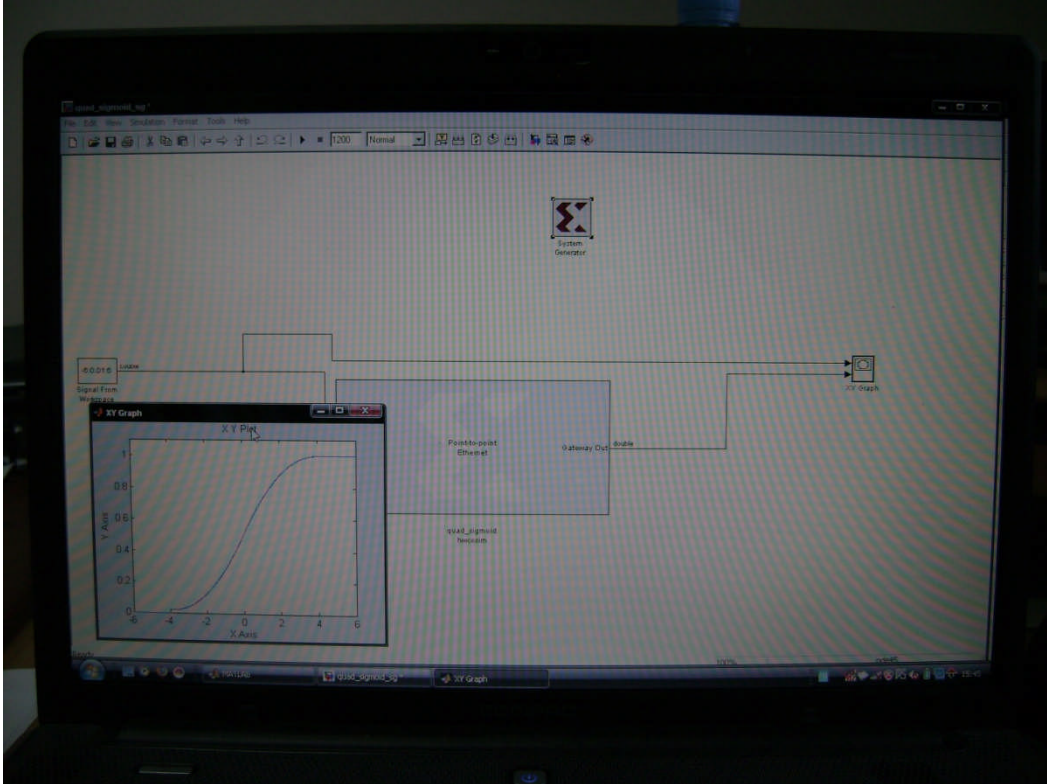 quad_sigmoid_sg *
File Edit View Simulation Format Tools Help
1200 Normal
System
Generator
double
Signal From
Workspace
XY Graph
Point-to-point
Ethernet
Gateway Out
double
quad_sigmoid
hwcosim
XY Graph
X Y Plot
Y Axis
1
0.8
0.6
0.4
0.2
0
-6 -4 -2 0 2 4 6
X Axis
Ready
100%
MATLAB
quad_sigmoid_sg *
XY Graph